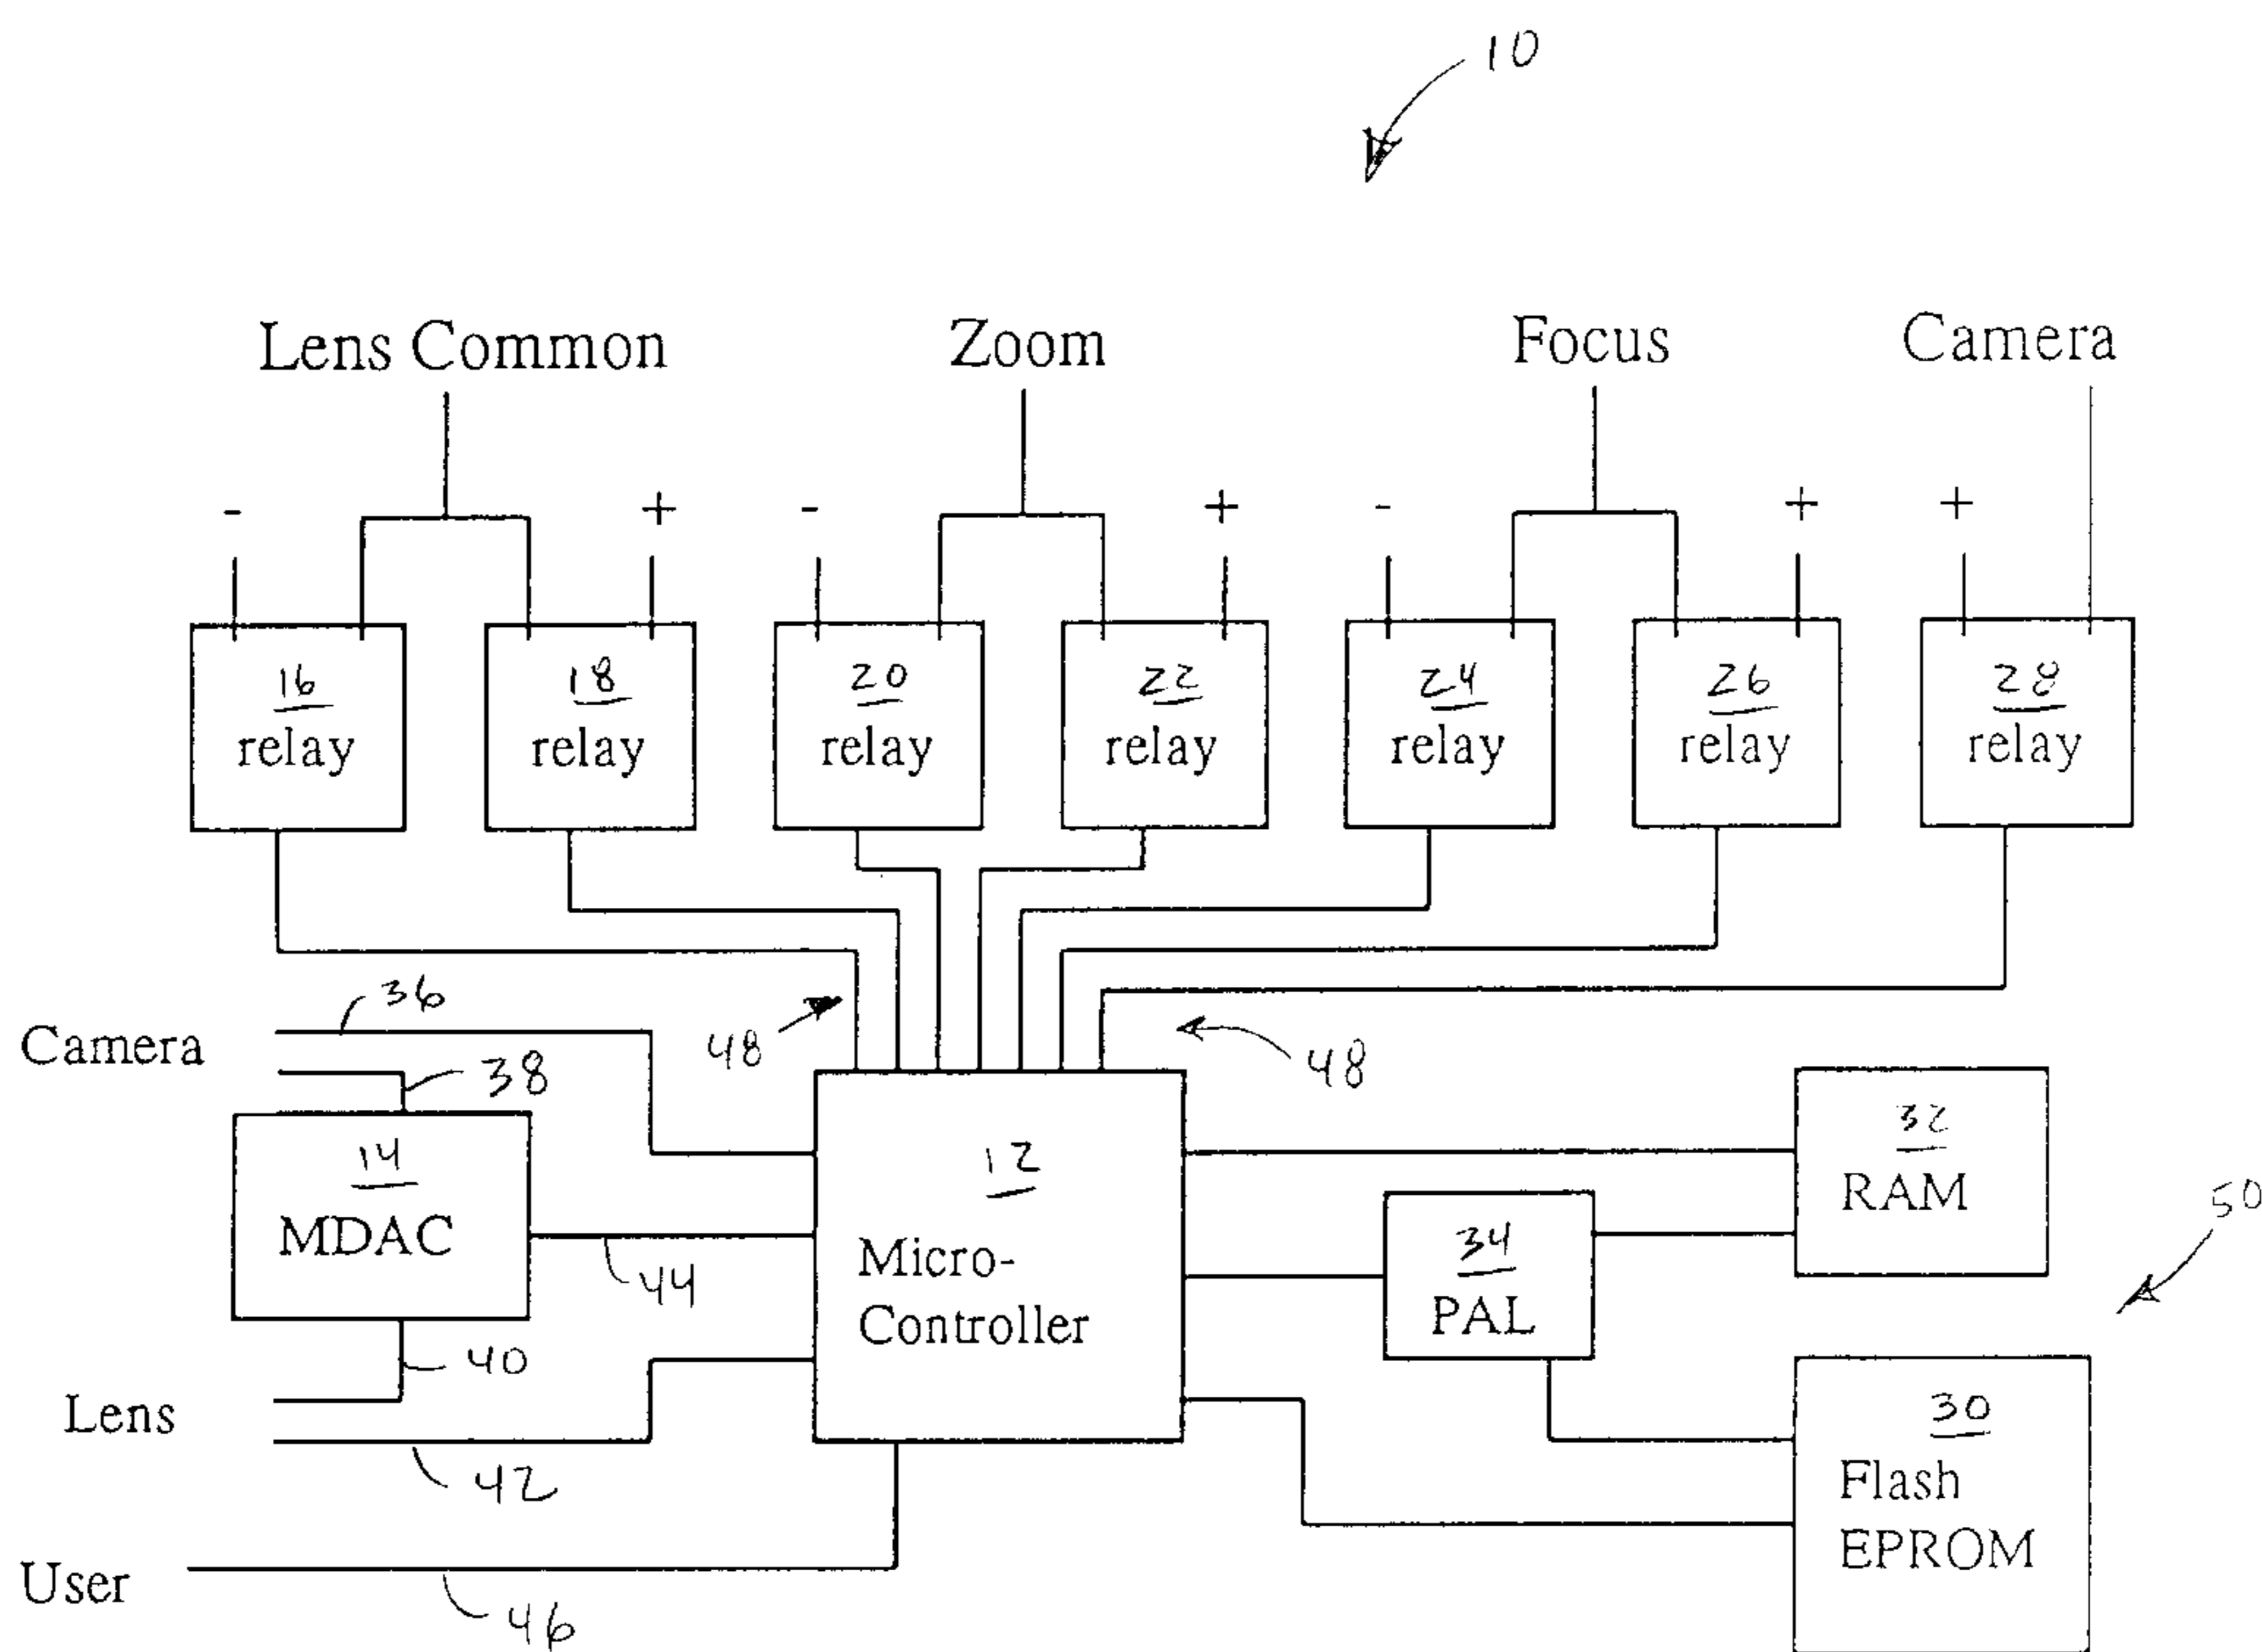 10
Lens Common
Zoom
Focus
Camera
- + - + - + +
16
relay
18
relay
20
relay
22
relay
24
relay
26
relay
28
relay
36
Camera
38
48
48
14
MDAC
44
12
Micro-
Controller
32
RAM
34
PAL
50
40
Lens
42
30
Flash
EPROM
User
46